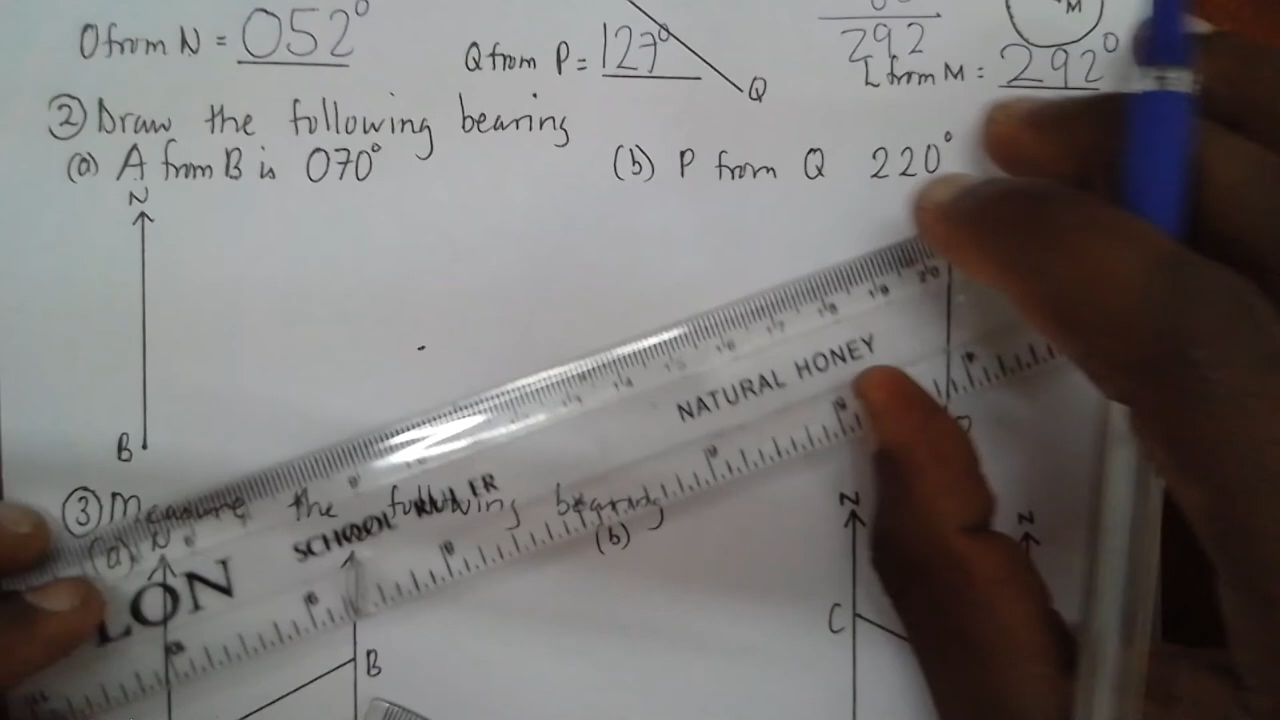 O from N = 052°
Q from P = 127°
Q
292
L from M = 292°
M
② Draw the following bearing
(a) A from B is 070°
(b) P from Q 220°
N
B
NATURAL HONEY
③ Measure the following bearing
SCHOOL RULER
LON
(a) N
B
(b)
N
N
C